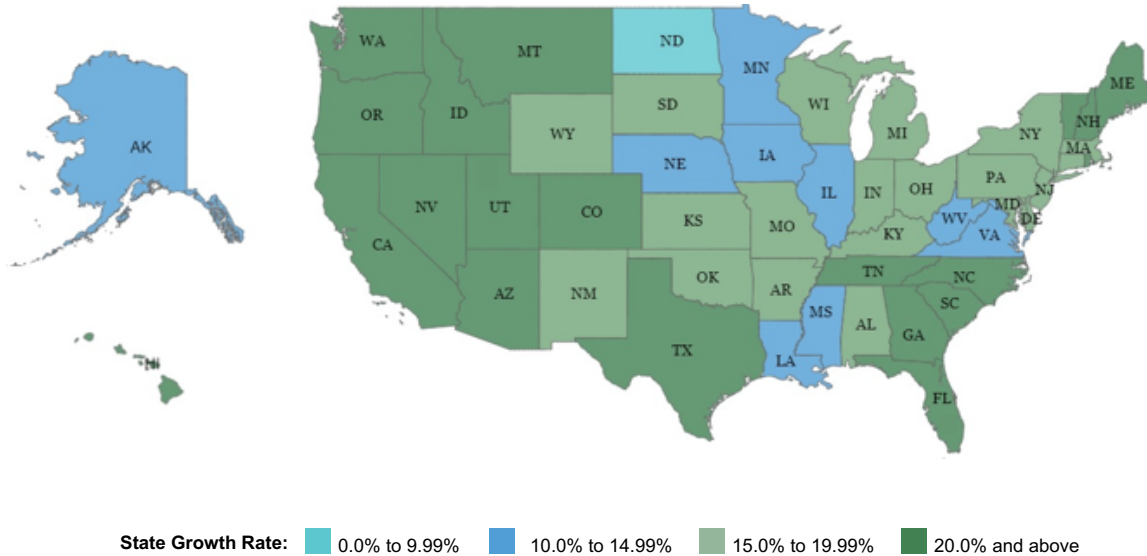 WA
MT
ND
MN
ME
OR
ID
WY
SD
WI
MI
NY
NH
MA
AK
NE
IA
IL
IN
OH
PA
NJ
MD
DE
NV
UT
CO
KS
MO
KY
WV
VA
CA
AZ
NM
OK
AR
TN
NC
SC
MS
AL
GA
TX
LA
FL
HI
State Growth Rate: 0.0% to 9.99% 10.0% to 14.99% 15.0% to 19.99% 20.0% and above